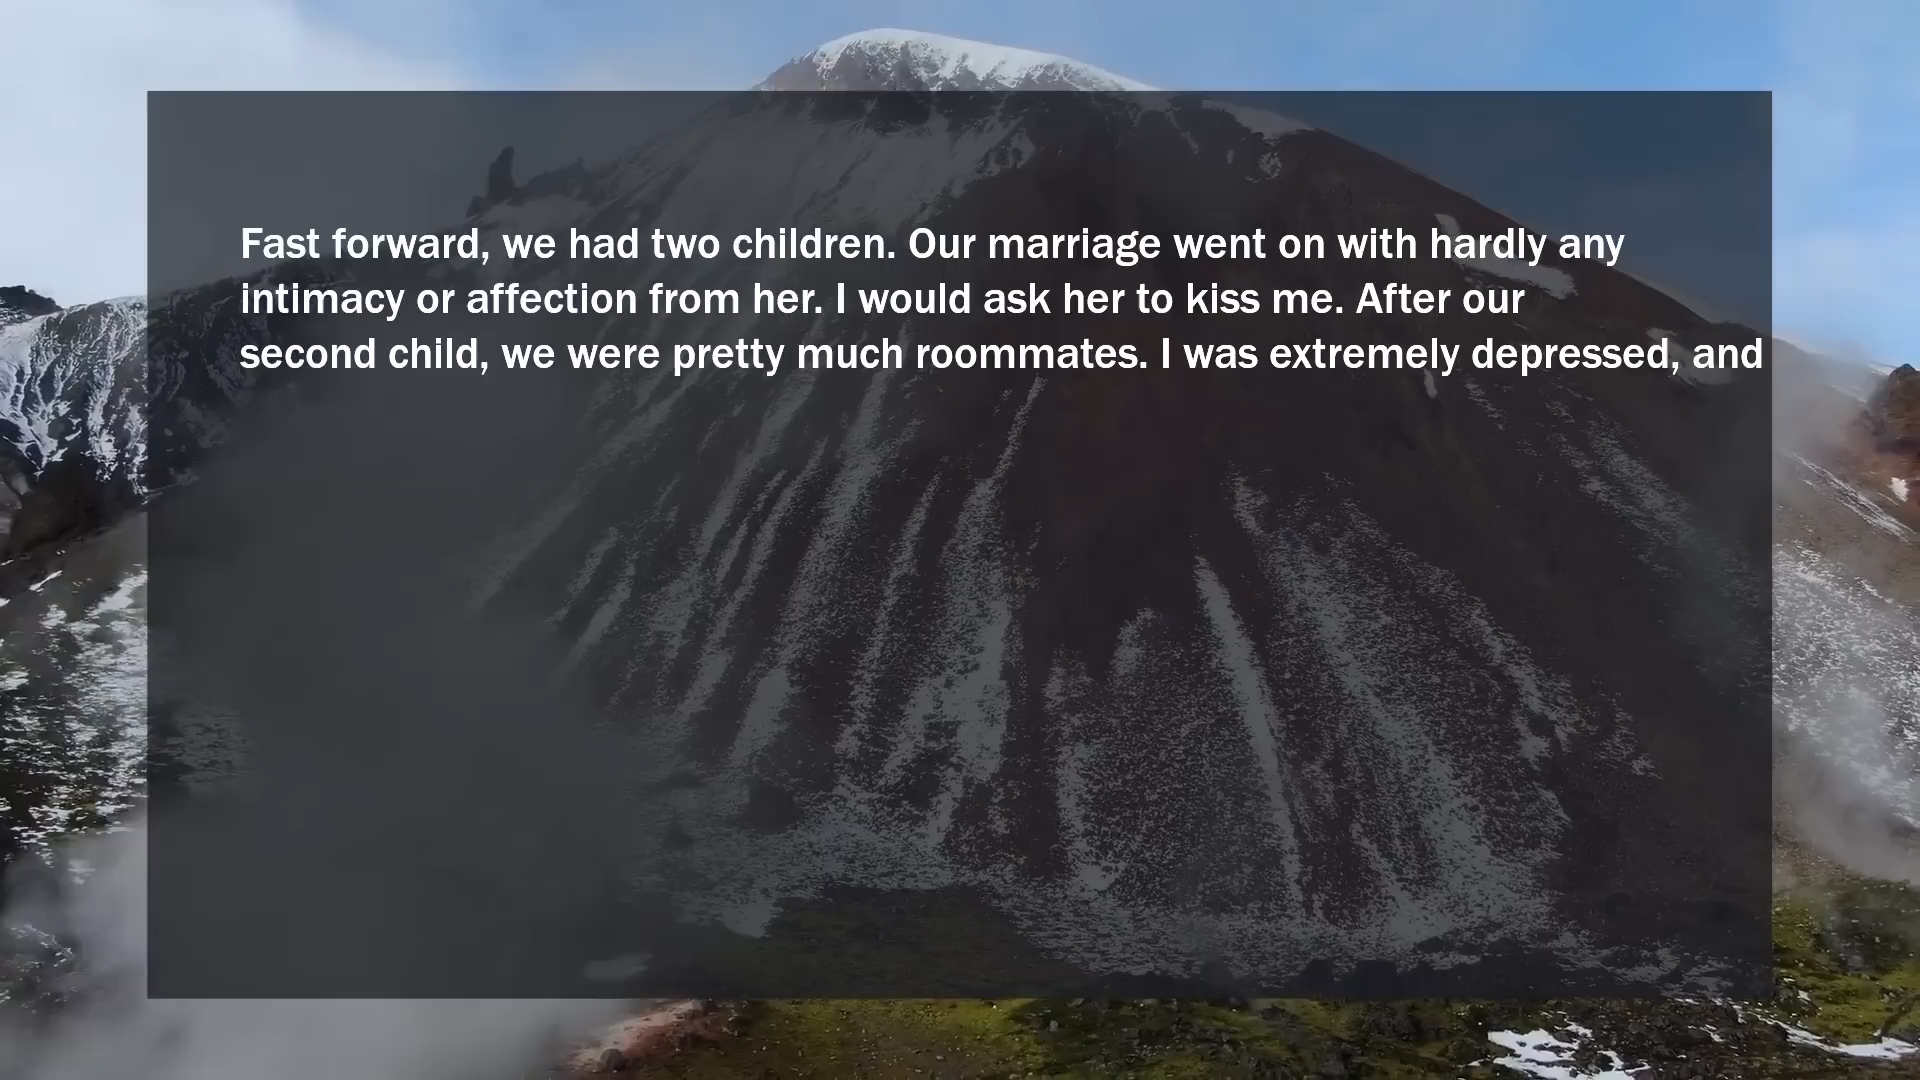 Fast forward, we had two children. Our marriage went on with hardly any
intimacy or affection from her. I would ask her to kiss me. After our
second child, we were pretty much roommates. I was extremely depressed, and